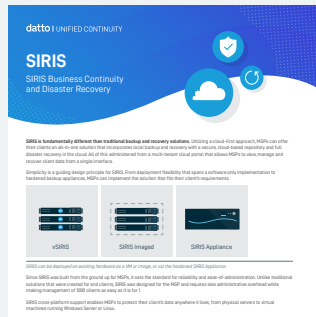 datto | UNIFIED CONTINUITY
SIRIS
SIRIS Business Continuity
and Disaster Recovery
SIRIS is fundamentally different than traditional backup and recovery solutions. Utilizing a cloud-first approach, MSPs can offer
their clients an all-in-one solution that incorporates local backup and recovery with a secure, cloud-based repository and full
disaster recovery in the cloud. All of this administered from a multi-tenant cloud portal that allows MSPs to view, manage and
recover client data from a single interface.
Simplicity is a guiding design principle for SIRIS. From deployment flexibility that spans a software only implementation to
hardened backup appliances, MSPs can implement the solution that fits their client's requirements.
vSIRIS
SIRIS Imaged
SIRIS Appliance
SIRIS can be deployed on existing hardware as a VM or image, or via the hardened SIRIS Appliance.
Since SIRIS was built from the ground up for MSPs, it sets the standard for reliability and ease-of-administration. Unlike traditional
solutions that were created for end clients, SIRIS was designed for the MSP and requires less administrative overhead while
making management of 1000 clients as easy as it is for 1.
SIRIS cross-platform support enables MSPs to protect their client's data anywhere it lives, from physical servers to virtual
machines running Windows Server or Linux.